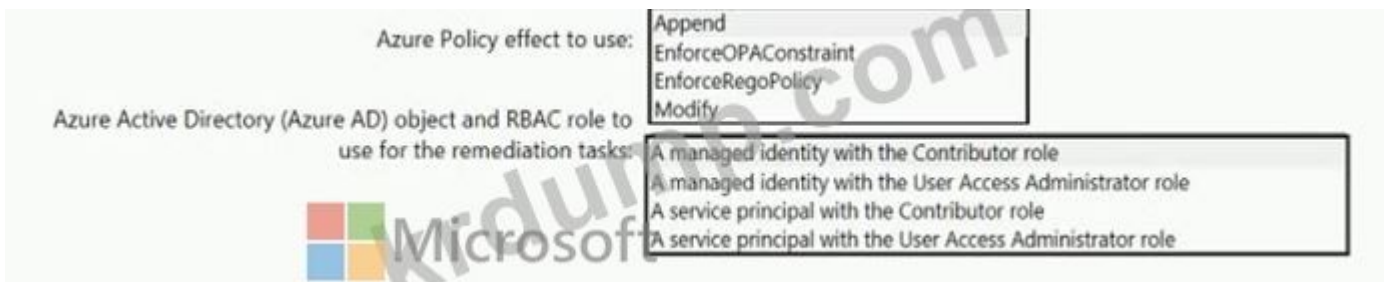 Azure Policy effect to use:
Append
EnforceOPAConstraint
EnforceRegoPolicy
Modify
Azure Active Directory (Azure AD) object and RBAC role to
use for the remediation tasks:
A managed identity with the Contributor role
A managed identity with the User Access Administrator role
A service principal with the Contributor role
A service principal with the User Access Administrator role
Microsoft
krdump.com